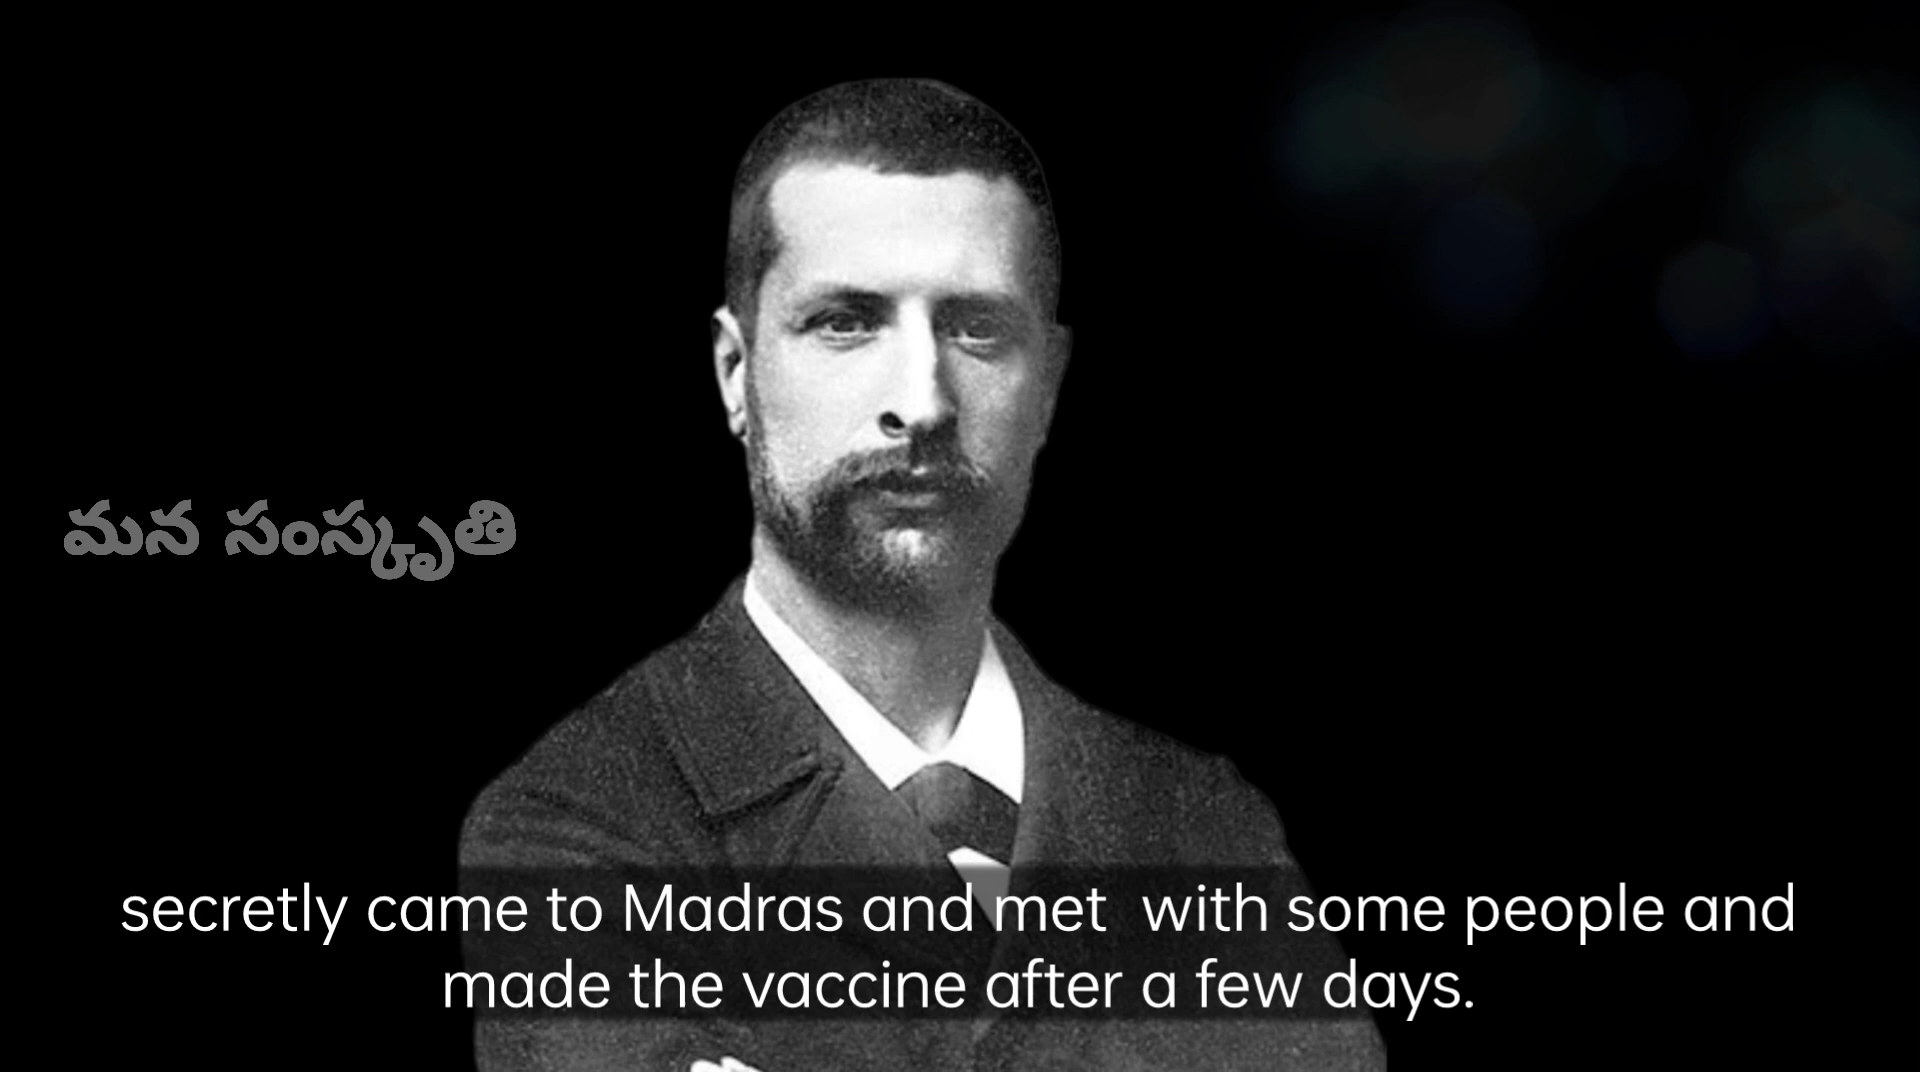 మన సంస్కృతి
secretly came to Madras and met  with some people and
made the vaccine after a few days.